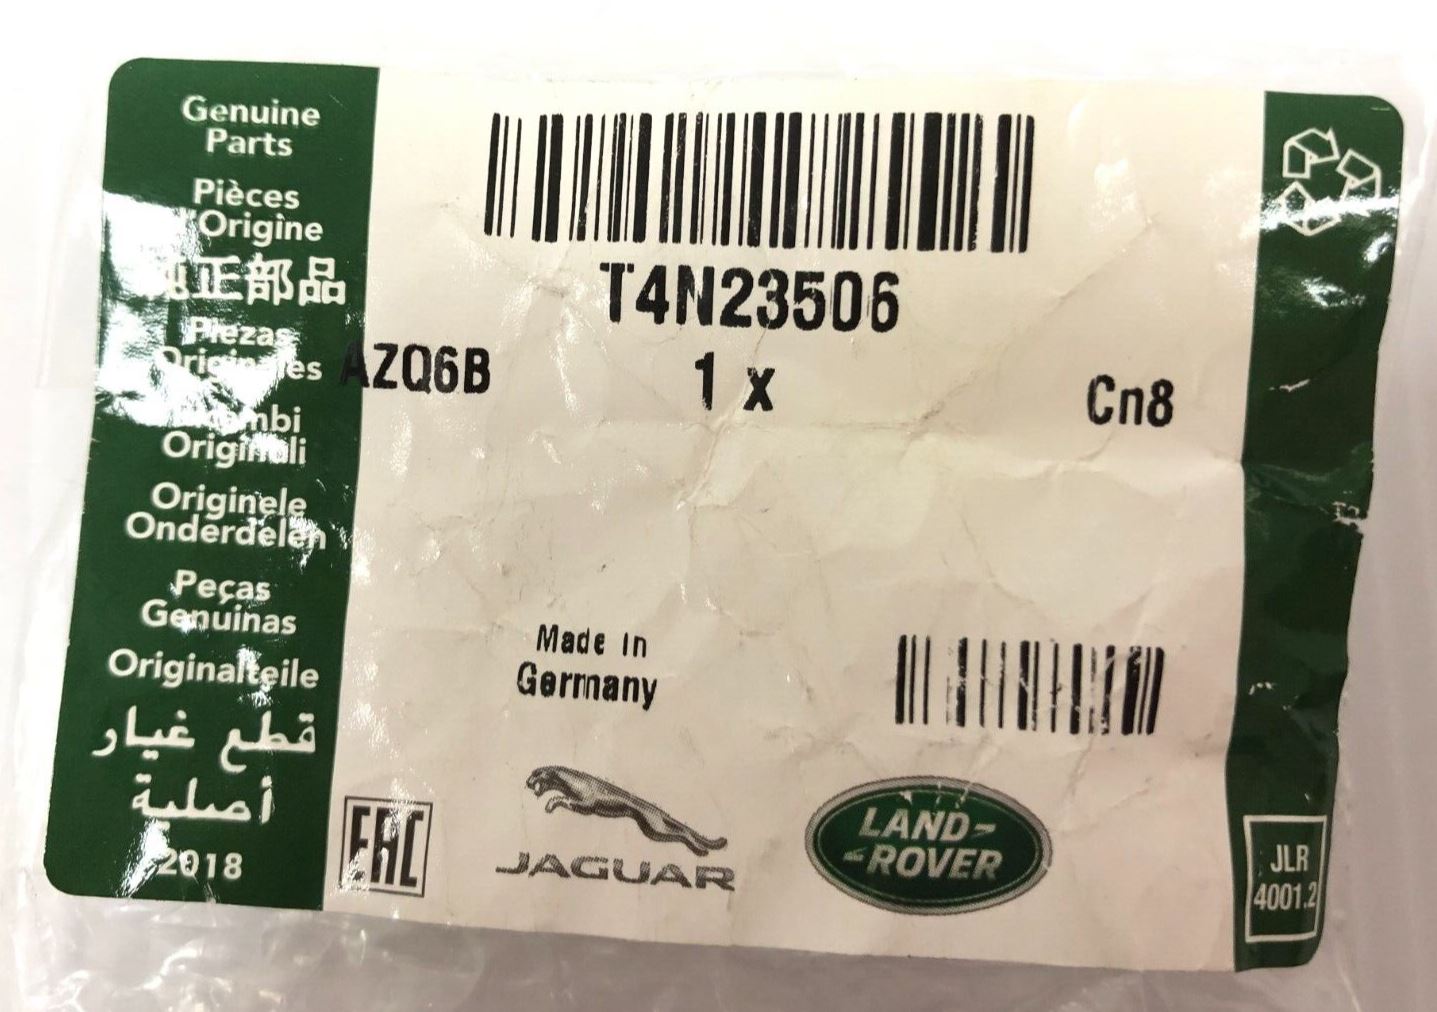 Genuine
Parts
Pièces
'Origine
正部品
Piezas
Originales
Originali
Originele
Onderdelen
Peças
Genuinas
Originalteile
قطع غيار
أصلية
2018
T4N23506
AZQ6B
1 x
Cn8
Made In
Germany
EAC
JAGUAR
LAND-
-ROVER
JLR
4001.2